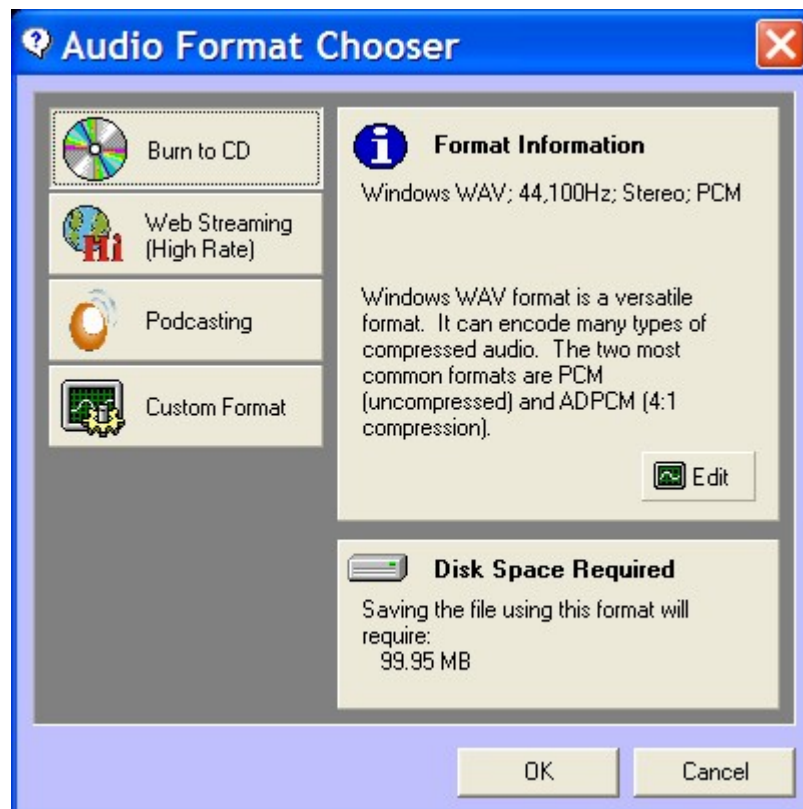 Audio Format Chooser
Burn to CD
Web Streaming
(High Rate)
Podcasting
Custom Format
Format Information
Windows WAV; 44,100Hz; Stereo; PCM
Windows WAV format is a versatile
format. It can encode many types of
compressed audio. The two most
common formats are PCM
(uncompressed) and ADPCM (4:1
compression).
Edit
Disk Space Required
Saving the file using this format will
require:
99.95 MB
OK
Cancel